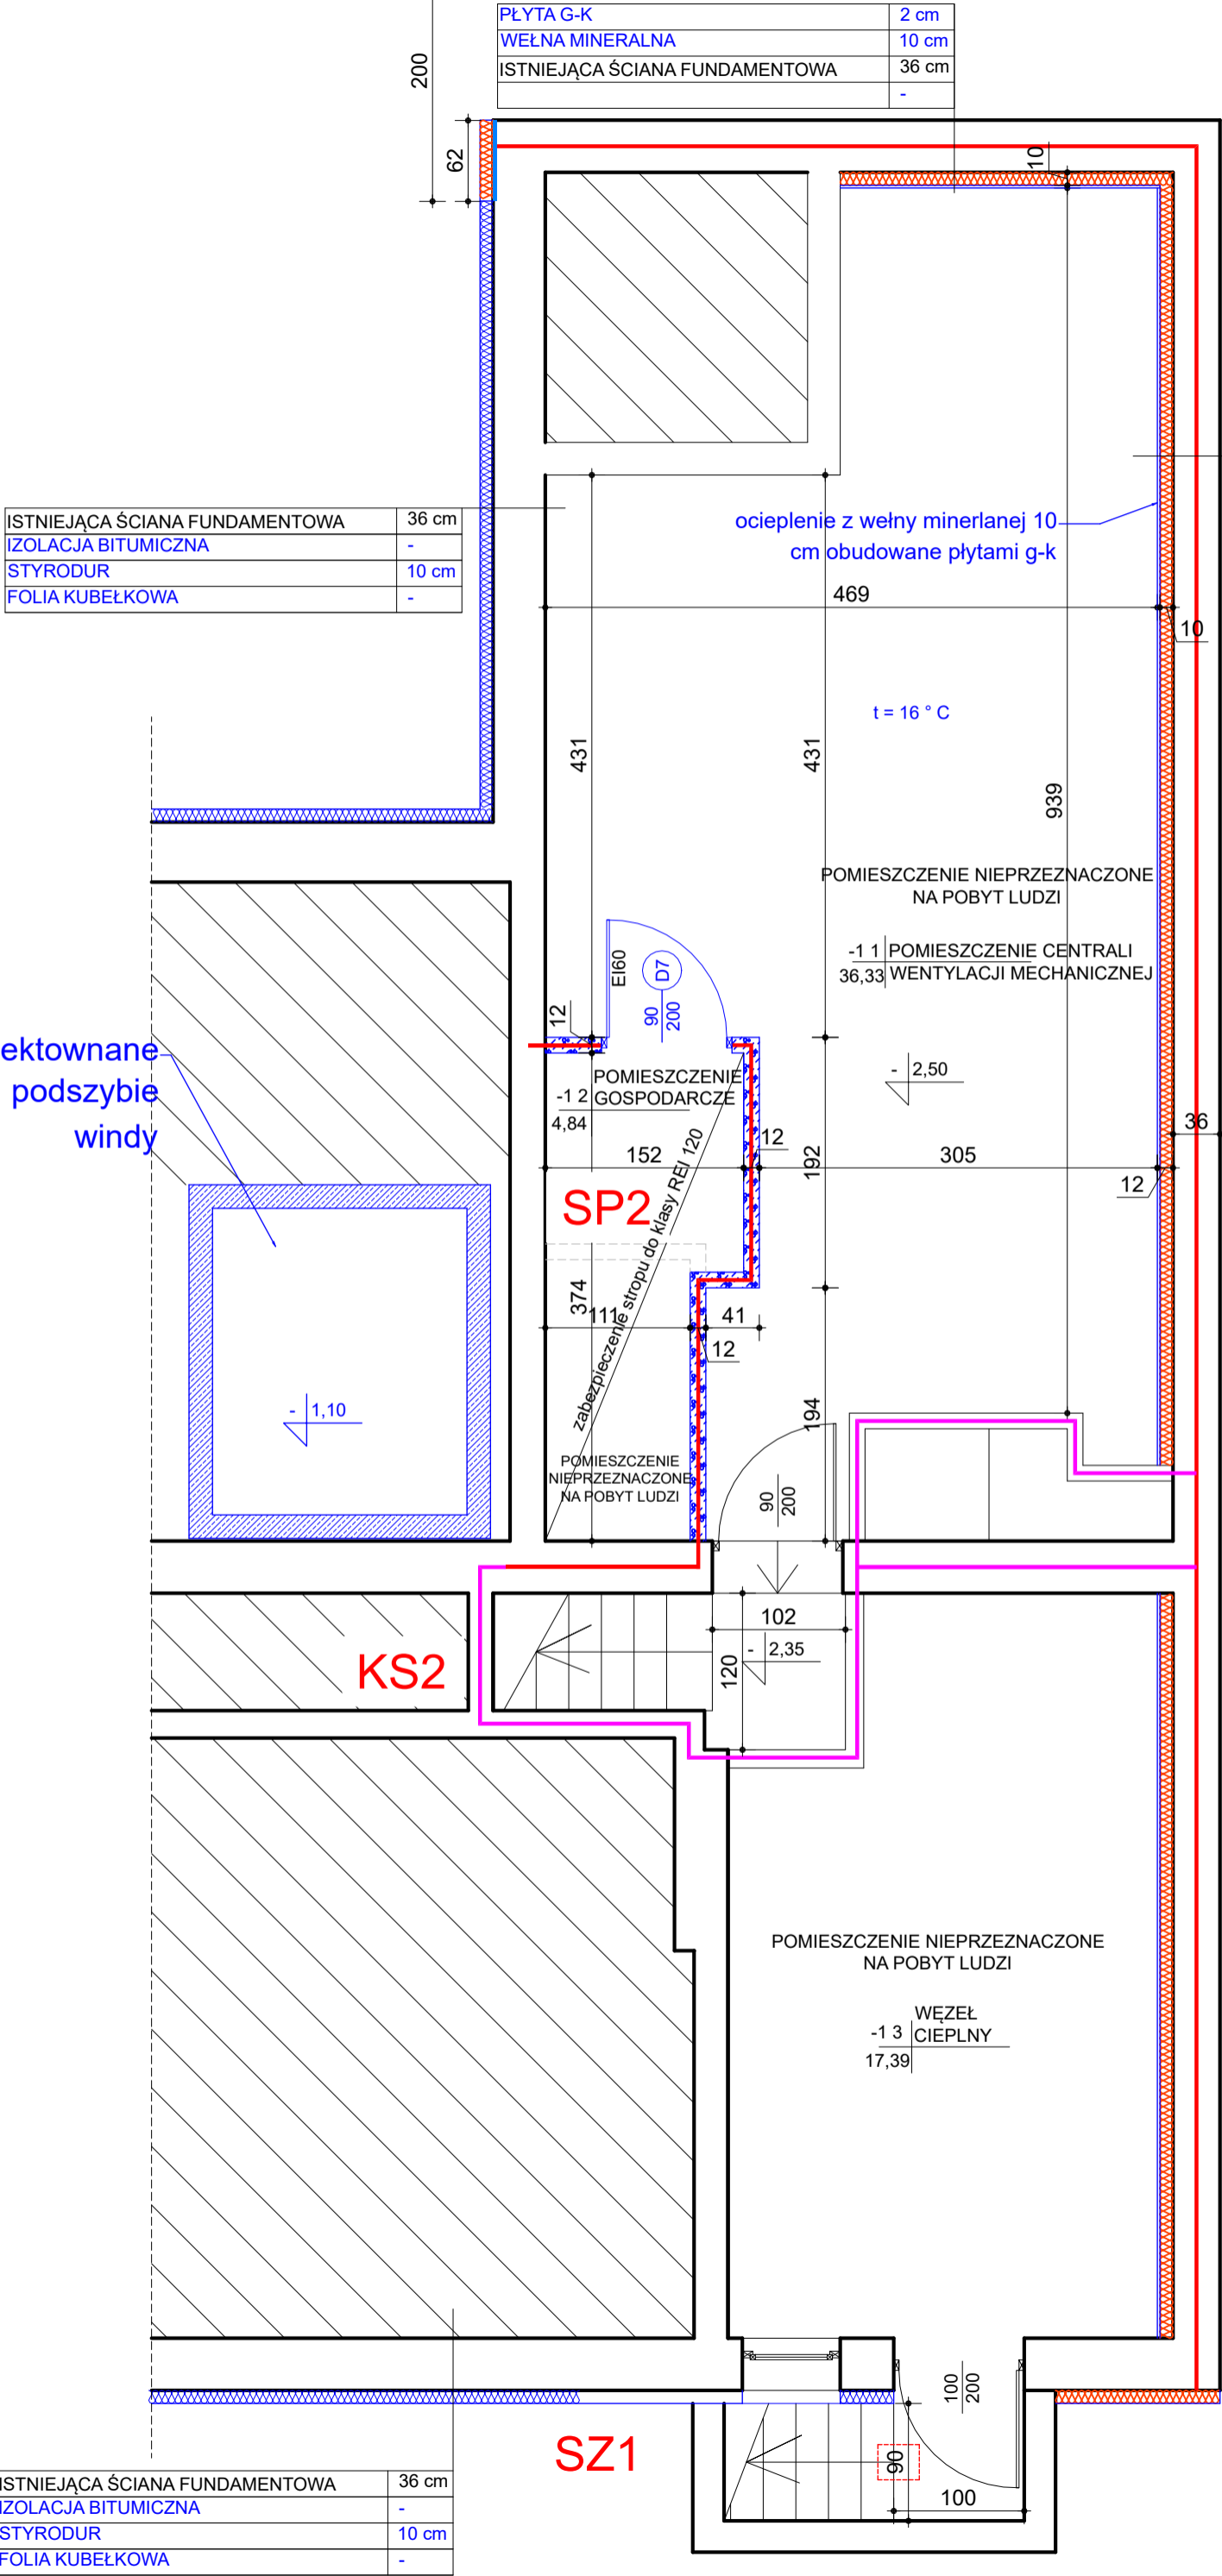 PŁYTA G-K 2 cm
WEŁNA MINERALNA 10 cm
ISTNIEJĄCA ŚCIANA FUNDAMENTOWA 36 cm
-
200
62
10
ISTNIEJĄCA ŚCIANA FUNDAMENTOWA 36 cm
IZOLACJA BITUMICZNA -
STYRODUR 10 cm
FOLIA KUBEŁKOWA -
ocieplenie z wełny minerlanej 10
cm obudowane płytami g-k
469
10
t = 16 ° C
431
431
939
POMIESZCZENIE NIEPRZEZNACZONE
NA POBYT LUDZI
-1 1 POMIESZCZENIE CENTRALI
36,33 WENTYLACJI MECHANICZNEJ
EI60
D7
90
200
12
ektownane
podszybie
windy
POMIESZCZENIE
-1 2 GOSPODARCZE
4,84
- 2,50
36
12
152
192
305
12
SP2
zabezpieczenie stropu do klasy REI 120
374
111
41
12
- 1,10
194
POMIESZCZENIE
NIEPRZEZNACZONE
NA POBYT LUDZI
90
200
102
- 2,35
120
KS2
POMIESZCZENIE NIEPRZEZNACZONE
NA POBYT LUDZI
WĘZEŁ
-1 3 CIEPLNY
17,39
100
200
SZ1
90
100
ISTNIEJĄCA ŚCIANA FUNDAMENTOWA 36 cm
IZOLACJA BITUMICZNA -
STYRODUR 10 cm
FOLIA KUBEŁKOWA -